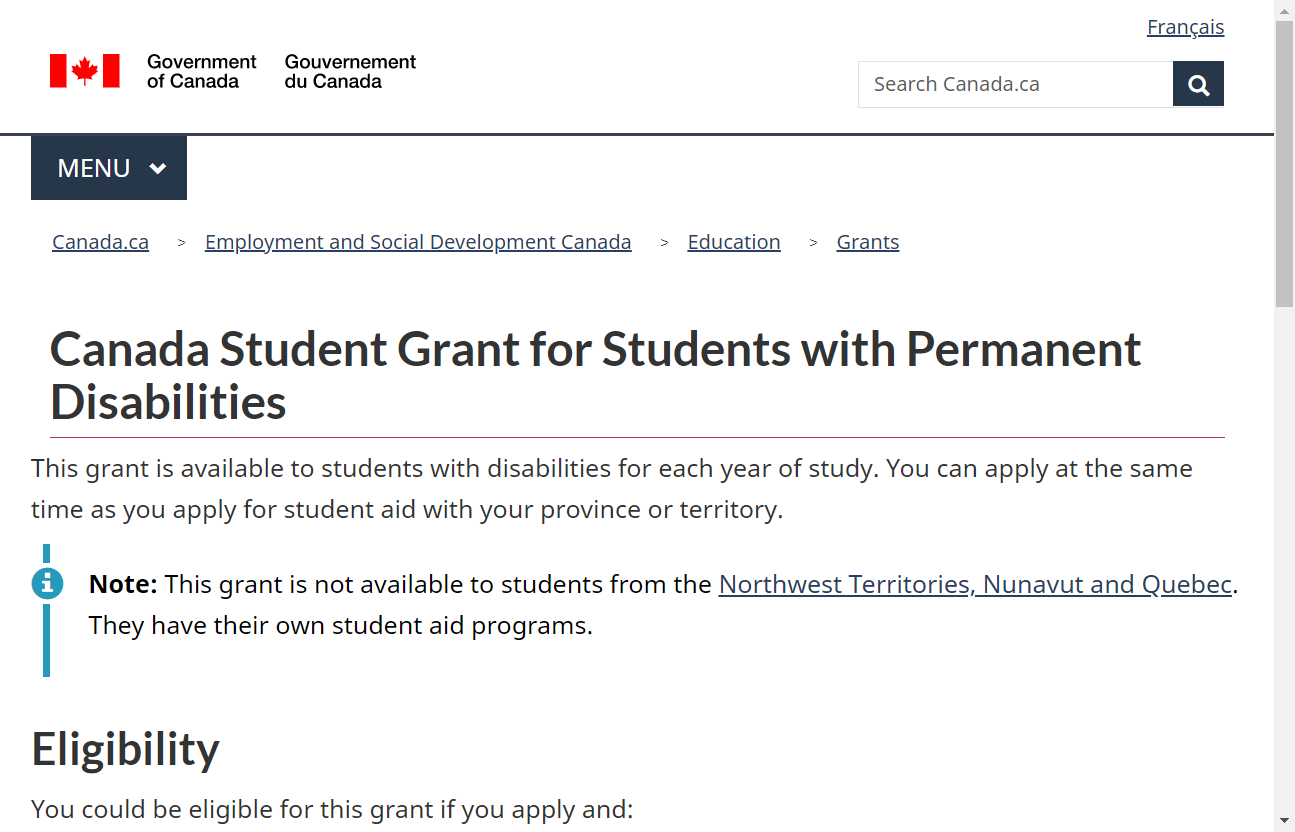 Français
Government of Canada
Gouvernement du Canada
Search Canada.ca
MENU
Canada.ca > Employment and Social Development Canada > Education > Grants
Canada Student Grant for Students with Permanent
Disabilities
This grant is available to students with disabilities for each year of study. You can apply at the same
time as you apply for student aid with your province or territory.
Note: This grant is not available to students from the Northwest Territories, Nunavut and Quebec.
They have their own student aid programs.
Eligibility
You could be eligible for this grant if you apply and: